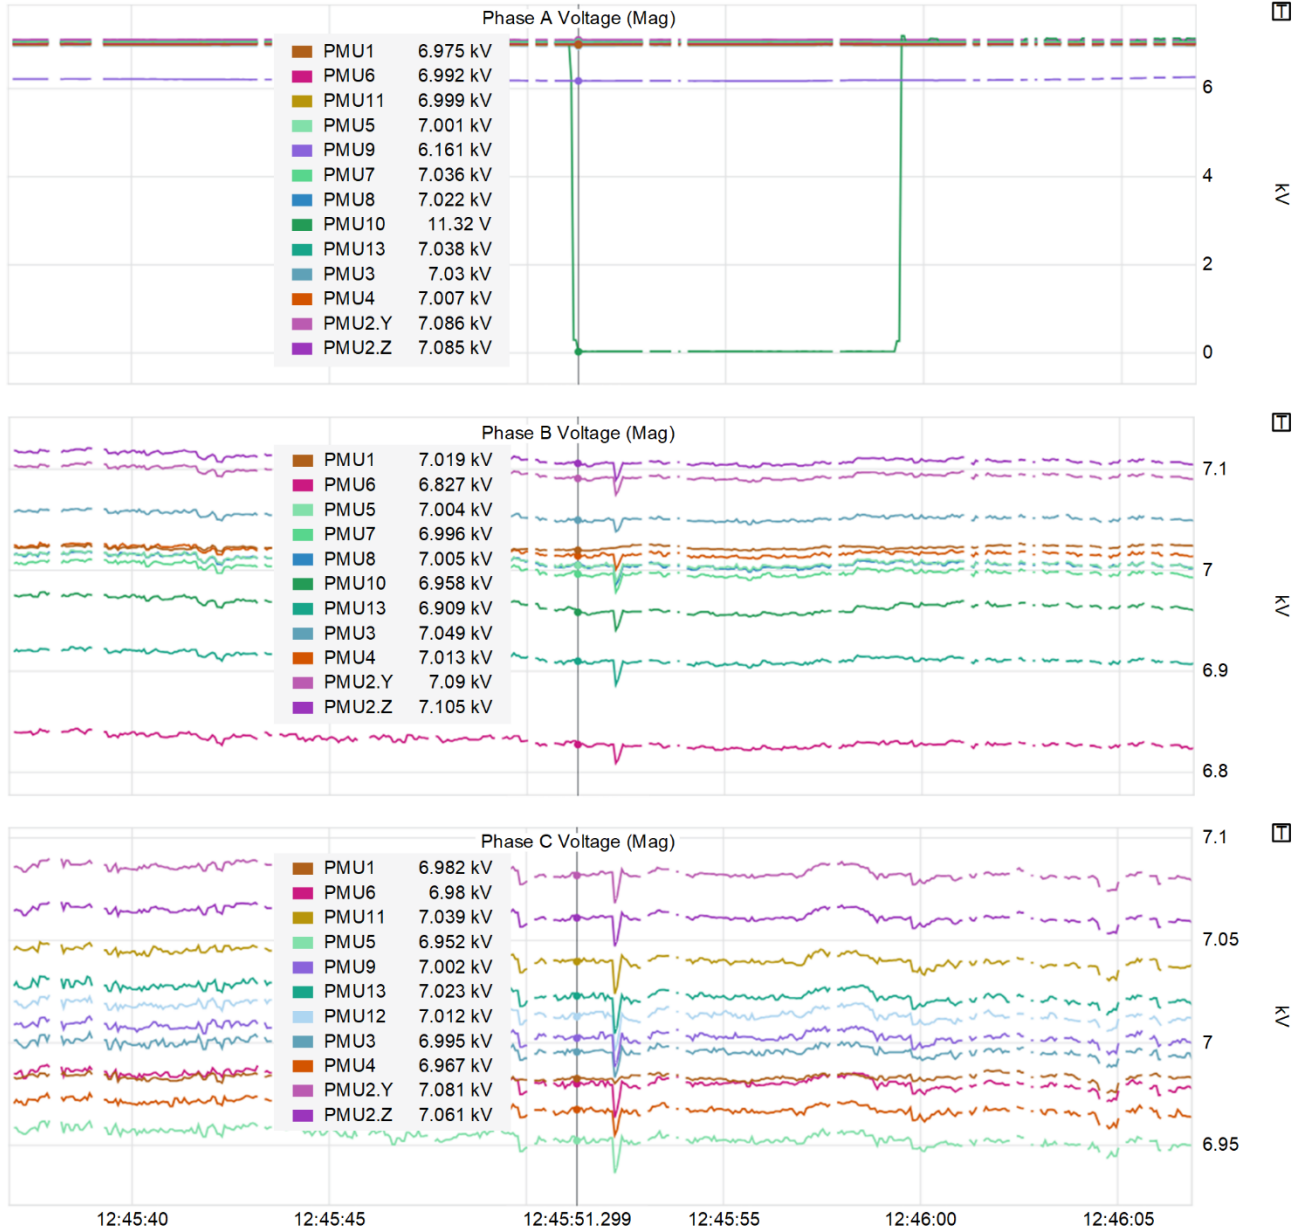 Phase A Voltage (Mag)
PMU1 6.975 kV
PMU6 6.992 kV
PMU11 6.999 kV
PMU5 7.001 kV
PMU9 6.161 kV
PMU7 7.036 kV
PMU8 7.022 kV
PMU10 11.32 V
PMU13 7.038 kV
PMU3 7.03 kV
PMU4 7.007 kV
PMU2.Y 7.086 kV
PMU2.Z 7.085 kV
6
4
2
0
kV
T
Phase B Voltage (Mag)
PMU1 7.019 kV
PMU6 6.827 kV
PMU5 7.004 kV
PMU7 6.996 kV
PMU8 7.005 kV
PMU10 6.958 kV
PMU13 6.909 kV
PMU3 7.049 kV
PMU4 7.013 kV
PMU2.Y 7.09 kV
PMU2.Z 7.105 kV
7.1
7
6.9
6.8
kV
T
Phase C Voltage (Mag)
PMU1 6.982 kV
PMU6 6.98 kV
PMU11 7.039 kV
PMU5 6.952 kV
PMU9 7.002 kV
PMU13 7.023 kV
PMU12 7.012 kV
PMU3 6.995 kV
PMU4 6.967 kV
PMU2.Y 7.081 kV
PMU2.Z 7.061 kV
7.1
7.05
7
6.95
kV
T
12:45:40 12:45:45 12:45:51.299 12:45:55 12:46:00 12:46:05